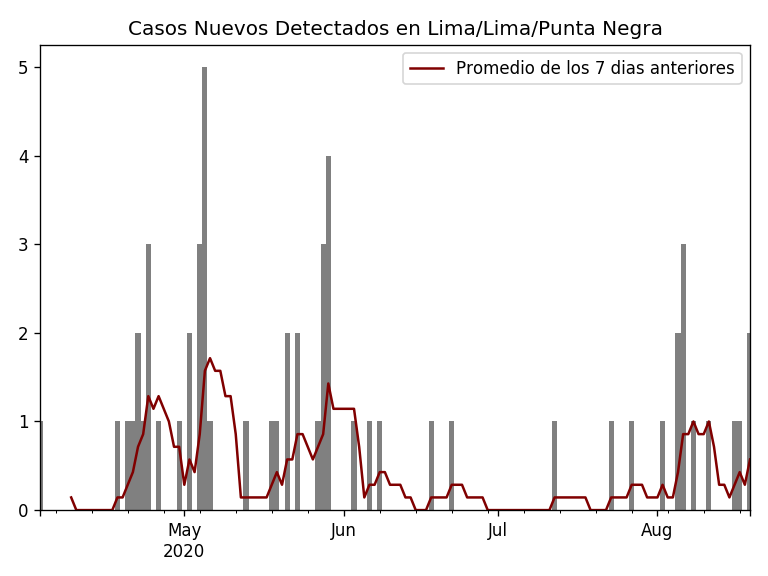 Casos Nuevos Detectados en Lima/Lima/Punta Negra
Promedio de los 7 dias anteriores
5
4
3
2
1
0
May
2020
Jun
Jul
Aug